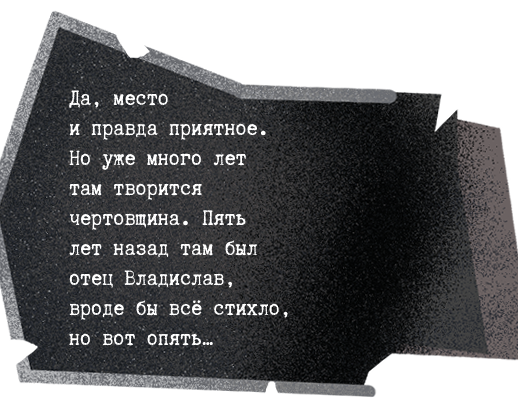 Да, место
и правда приятное.
Но уже много лет
там творится
чертовщина. Пять
лет назад там был
отец Владислав,
вроде бы всё стихло,
но вот опять…